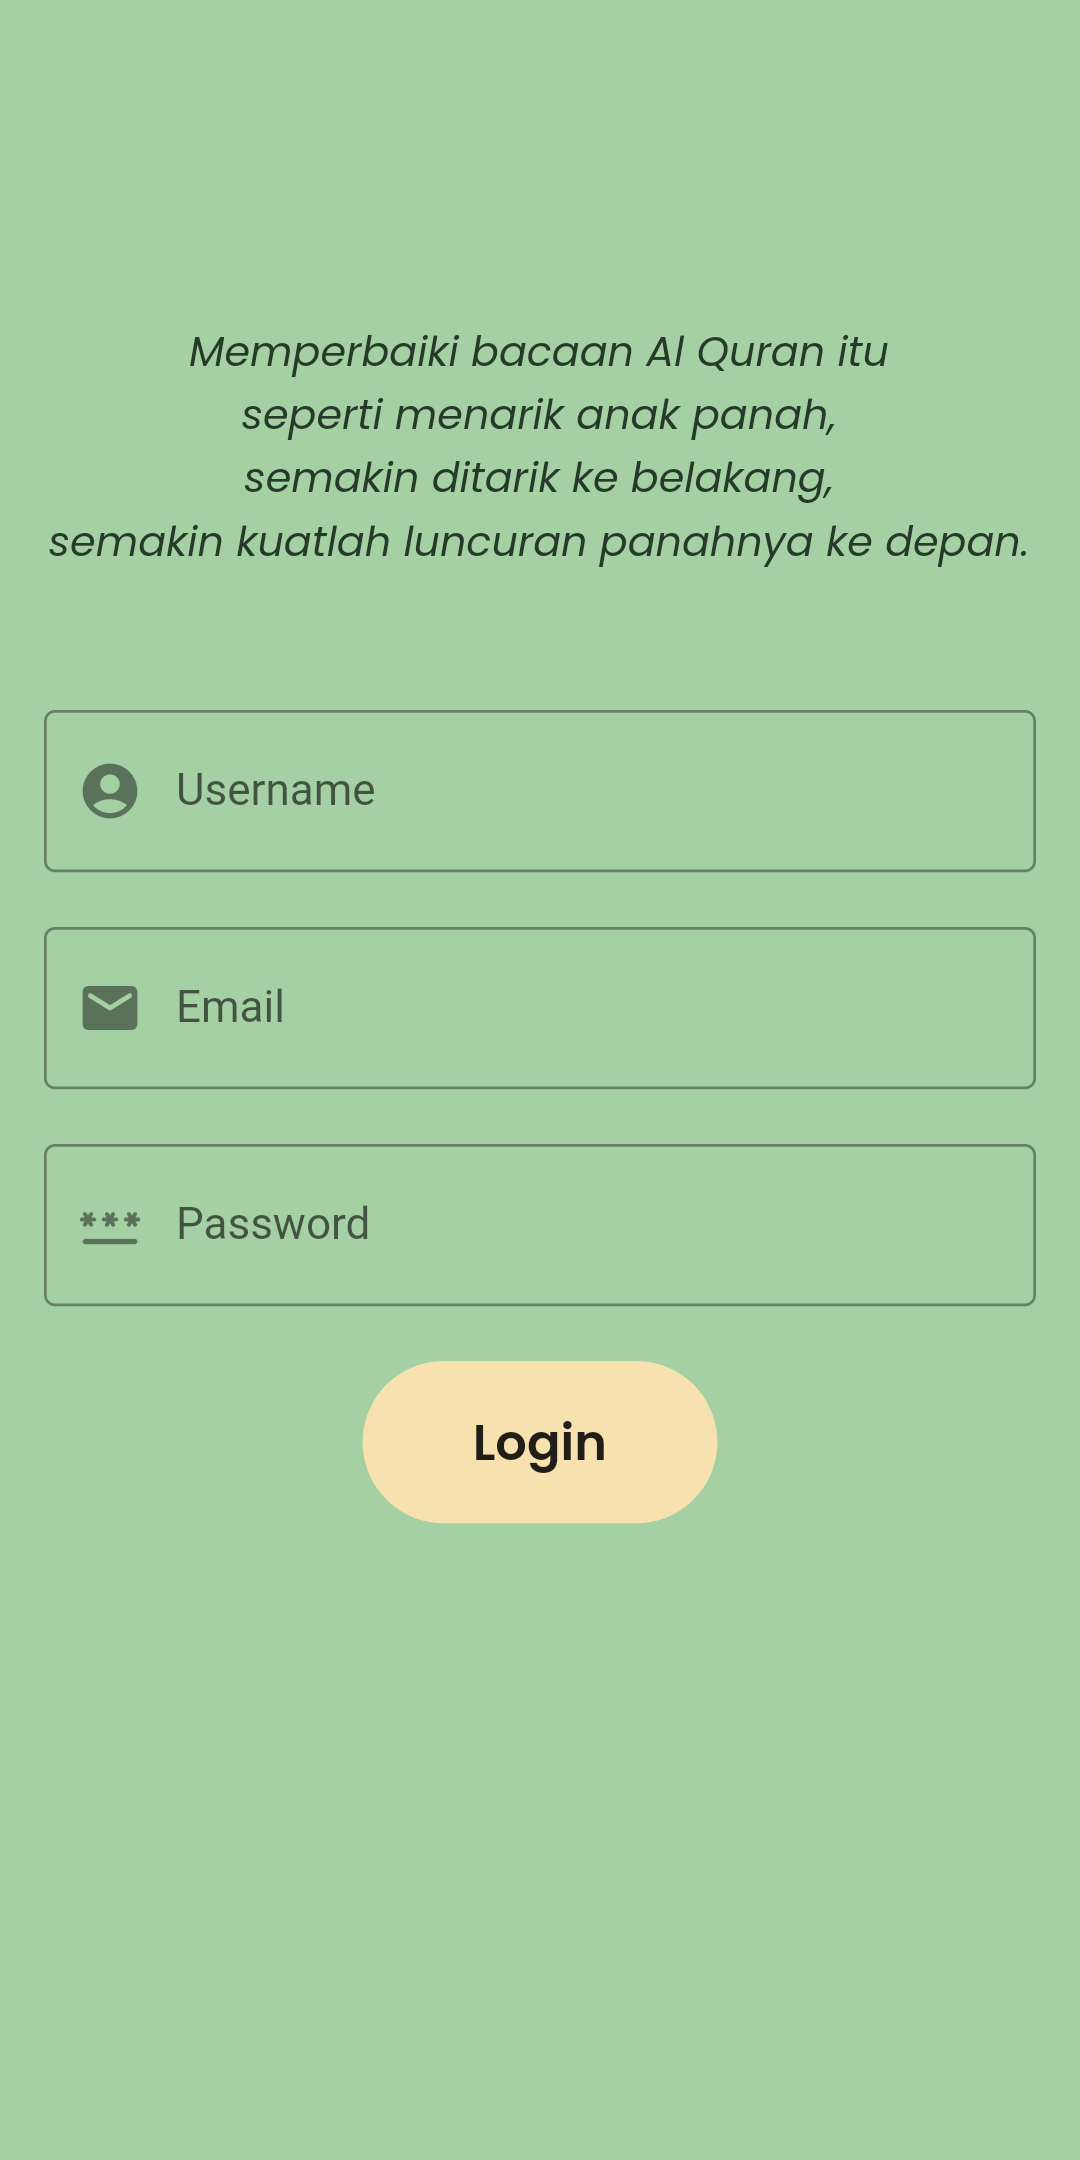 Memperbaiki bacaan Al Quran itu
seperti menarik anak panah,
semakin ditarik ke belakang,
semakin kuatlah luncuran panahnya ke depan.
Username
Email
Password
Login